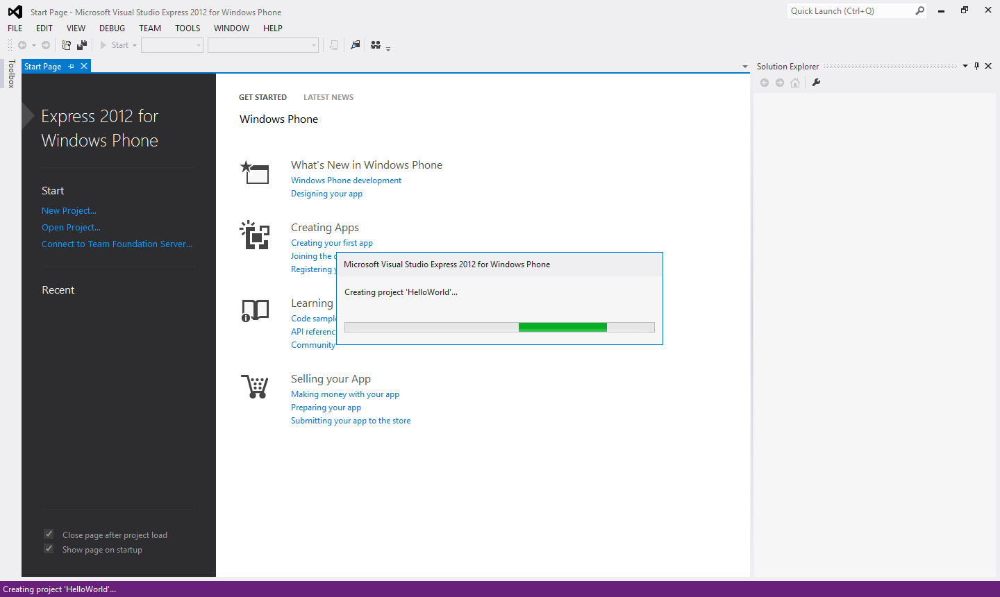 Start Page - Microsoft Visual Studio Express 2012 for Windows Phone
Quick Launch (Ctrl+Q)
FILE EDIT VIEW DEBUG TEAM TOOLS WINDOW HELP
Start
Toolbox
Start Page
Solution Explorer
Express 2012 for
Windows Phone
Start
New Project...
Open Project...
Connect to Team Foundation Server...
Recent
Close page after project load
Show page on startup
GET STARTED LATEST NEWS
Windows Phone
What's New in Windows Phone
Windows Phone development
Designing your app
Creating Apps
Creating your first app
Joining the
Registering
Learning
Code sample
API referenc
Community
Selling your App
Making money with your app
Preparing your app
Submitting your app to the store
Microsoft Visual Studio Express 2012 for Windows Phone
Creating project 'HelloWorld'...
Creating project 'HelloWorld'...